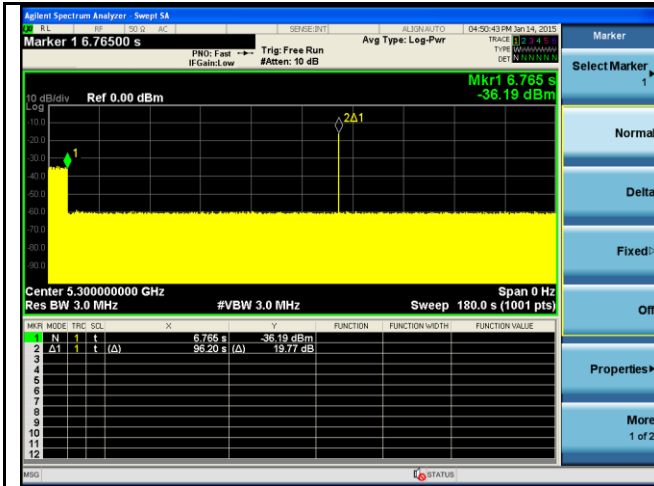 Agilent Spectrum Analyzer - Swept SA
RL RF 50 Ω AC SENSE:INT ALIGNAUTO 04:50:43 PM Jan 14, 2015
Marker 1 6.76500 s
PNO: Fast
IFGain:Low
Trig: Free Run
#Atten: 10 dB
Avg Type: Log-Pwr
TRACE 1 2 3 4 5 6
TYPE
DET N N N N N N
Mkr1 6.765 s
-36.19 dBm
10 dB/div Ref 0.00 dBm
Log
-10.0
-20.0
-30.0
-40.0
-50.0
-60.0
-70.0
-80.0
-90.0
1
2Δ1
Center 5.300000000 GHz Span 0 Hz
Res BW 3.0 MHz #VBW 3.0 MHz Sweep 180.0 s (1001 pts)
MKR MODE TRC SCL X Y FUNCTION FUNCTION WIDTH FUNCTION VALUE
1 N 1 t 6.765 s -36.19 dBm
2 Δ1 1 t (Δ) 96.20 s (Δ) 19.77 dB
3
4
5
6
7
8
9
10
11
12
MSG STATUS
Marker
Select Marker
1
Normal
Delta
Fixed
Off
Properties
More
1 of 2